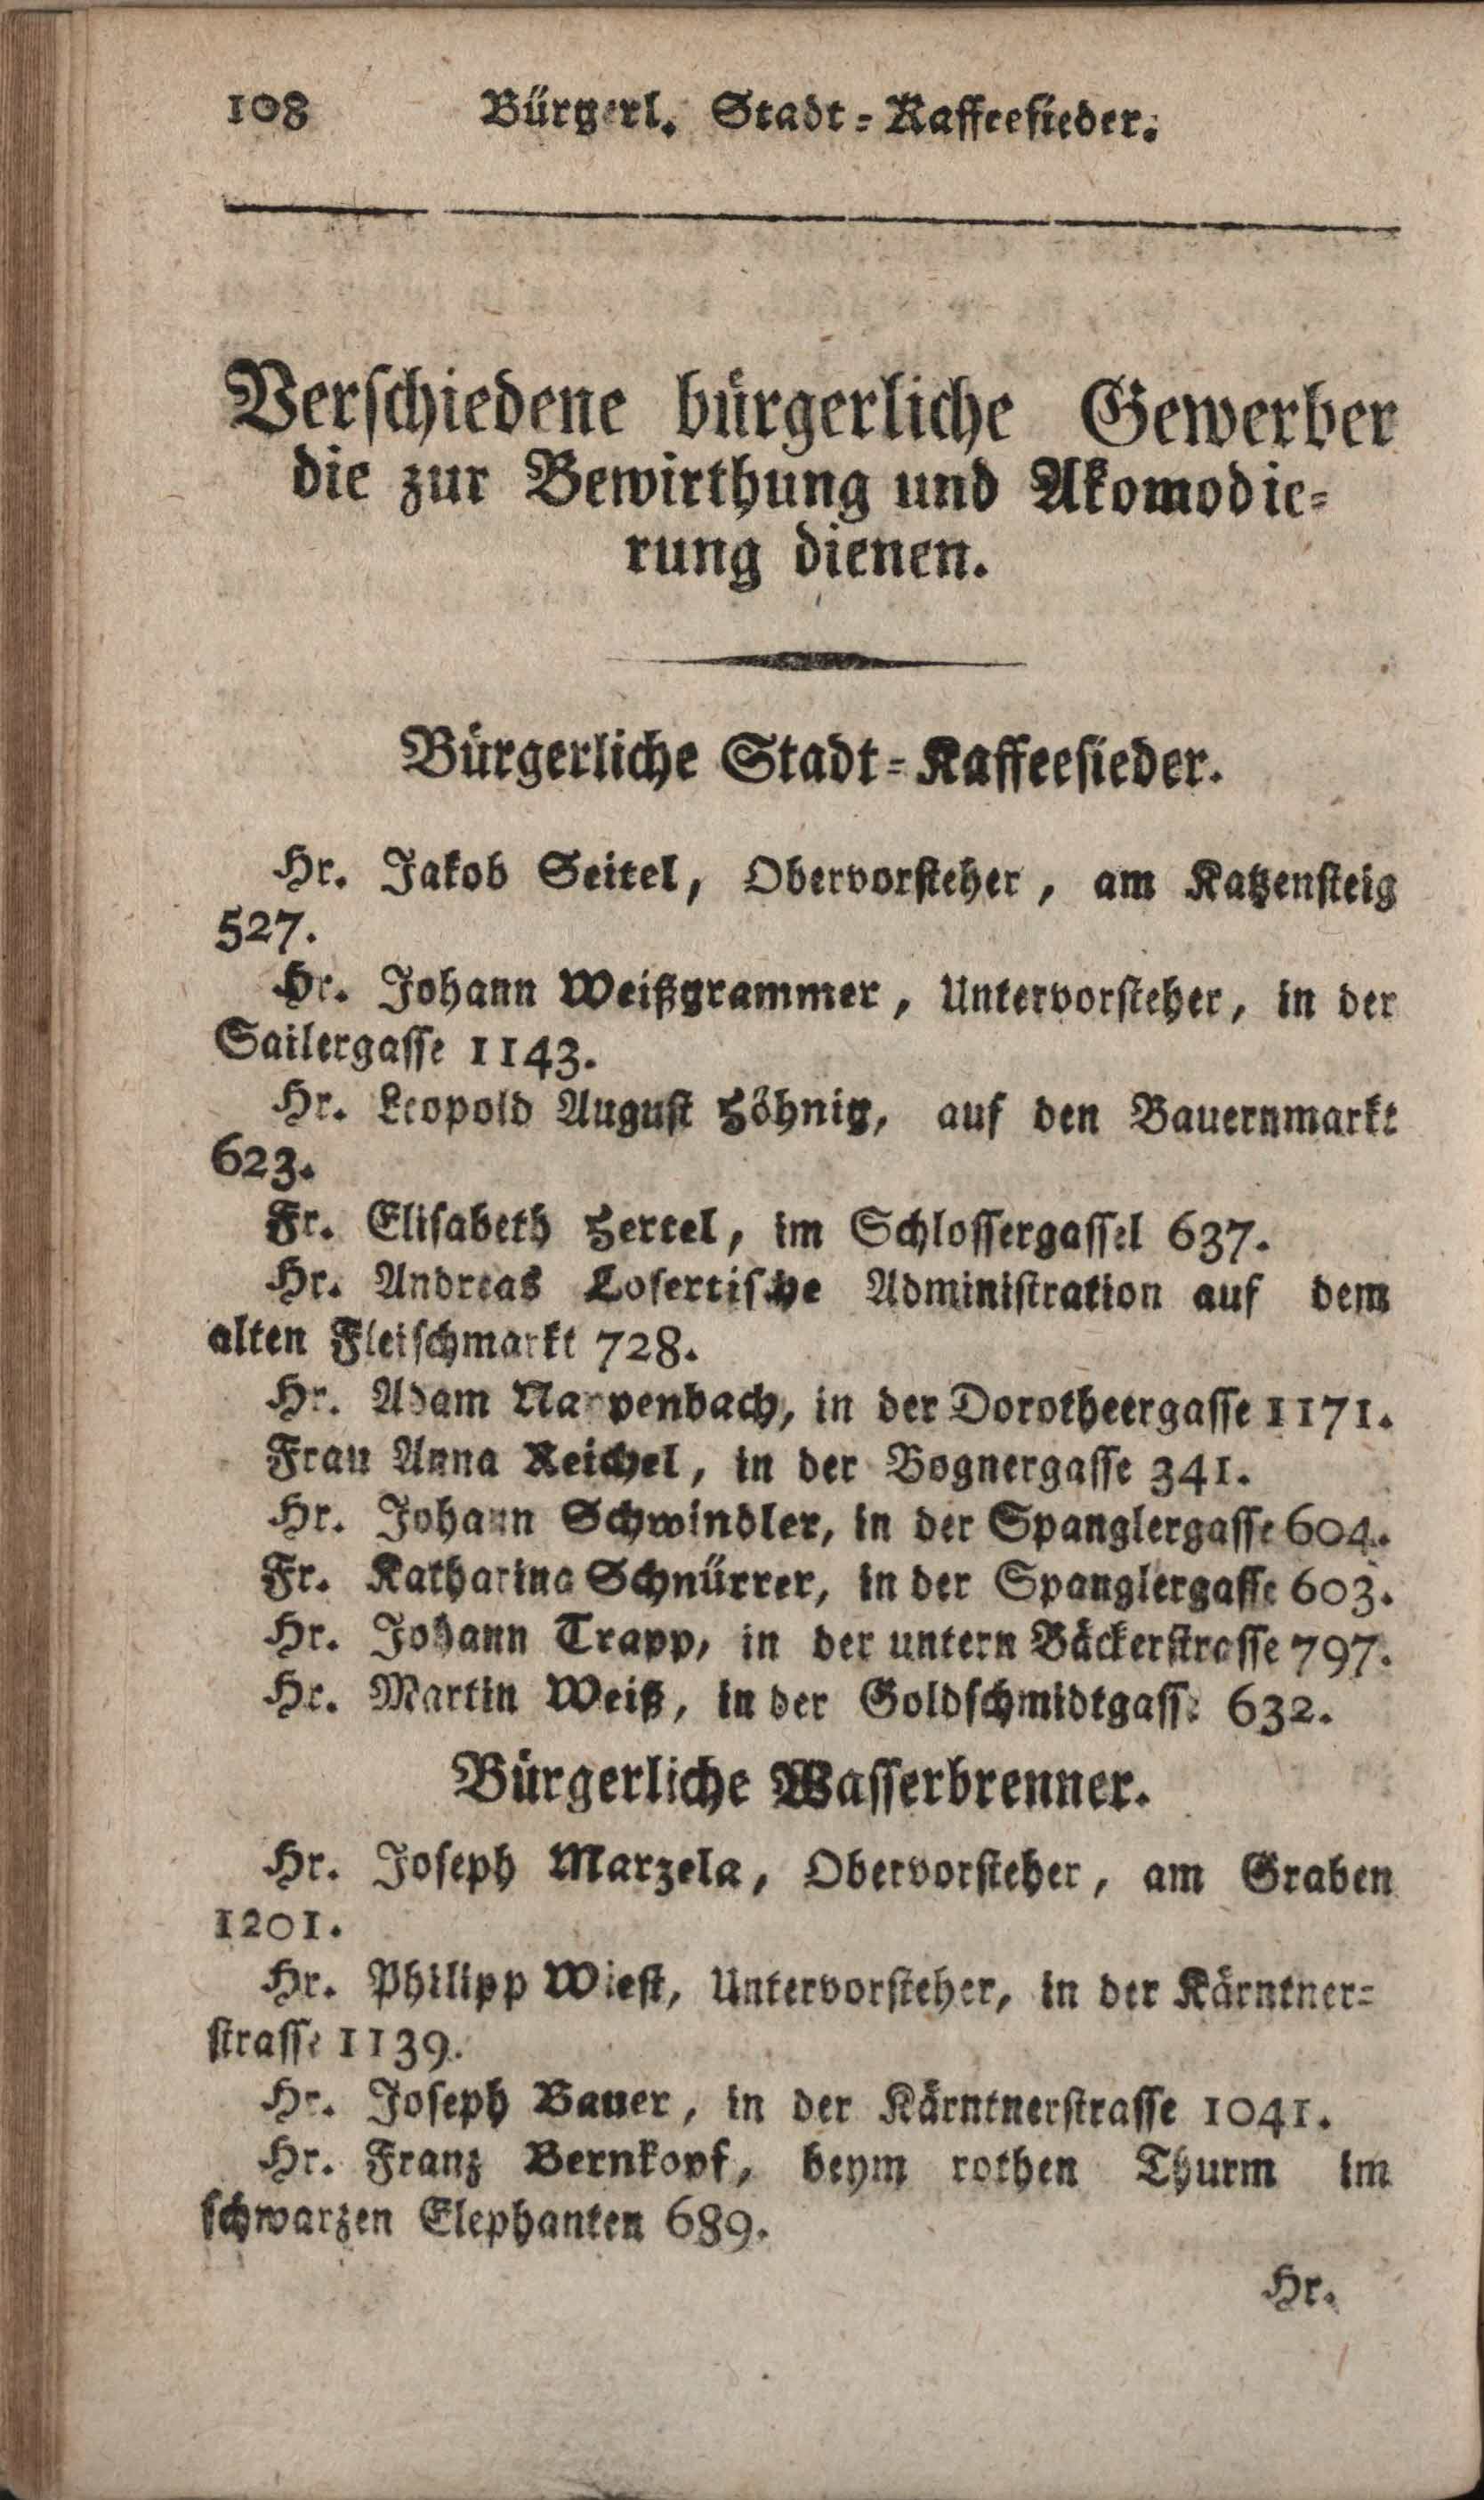 108 Bürgerl. Stadt-Kaffeesieder.
Verschiedene bürgerliche Gewerber
die zur Bewirthung und Akomodie-
rung dienen.
Bürgerliche Stadt-Kaffeesieder.
Hr. Jakob Seitel, Obervorsteher, am Katzensteig
527.
Hr. Johann Weißgrammer, Untervorsteher, in der
Sailergasse 1143.
Hr. Leopold August Höhnig, auf den Bauernmarkt
623.
Fr. Elisabeth Hertel, im Schlossergassel 637.
Hr. Andreas Losertische Administration auf dem
alten Fleischmarkt 728.
Hr. Adam in der Dorotheergasse 1171.
Frau Anna Reichel, in der Bognergasse 341.
Hr. Johann Schwindler, in der Spanglergasse 604.
Fr. Katharina Schnürrer, in der Spanglergasse 603.
Hr. Johann Trapp, in der untern Bäckerstrasse 797.
Hr. Martin Weiß, in der Goldschmidtgasse 632.
Bürgerliche Wasserbrenner.
Hr. Joseph Marzela, Obervorsteher, am Graben
1201.
Hr. Philipp Wiest, Untervorsteher, in der Kärntner-
strasse 1139.
Hr. Joseph Bauer, in der Kärntnerstrasse 1041.
Hr. Franz Bernkopf, beym rothen Thurm im
schwarzen Elephanten 689.
Hr.